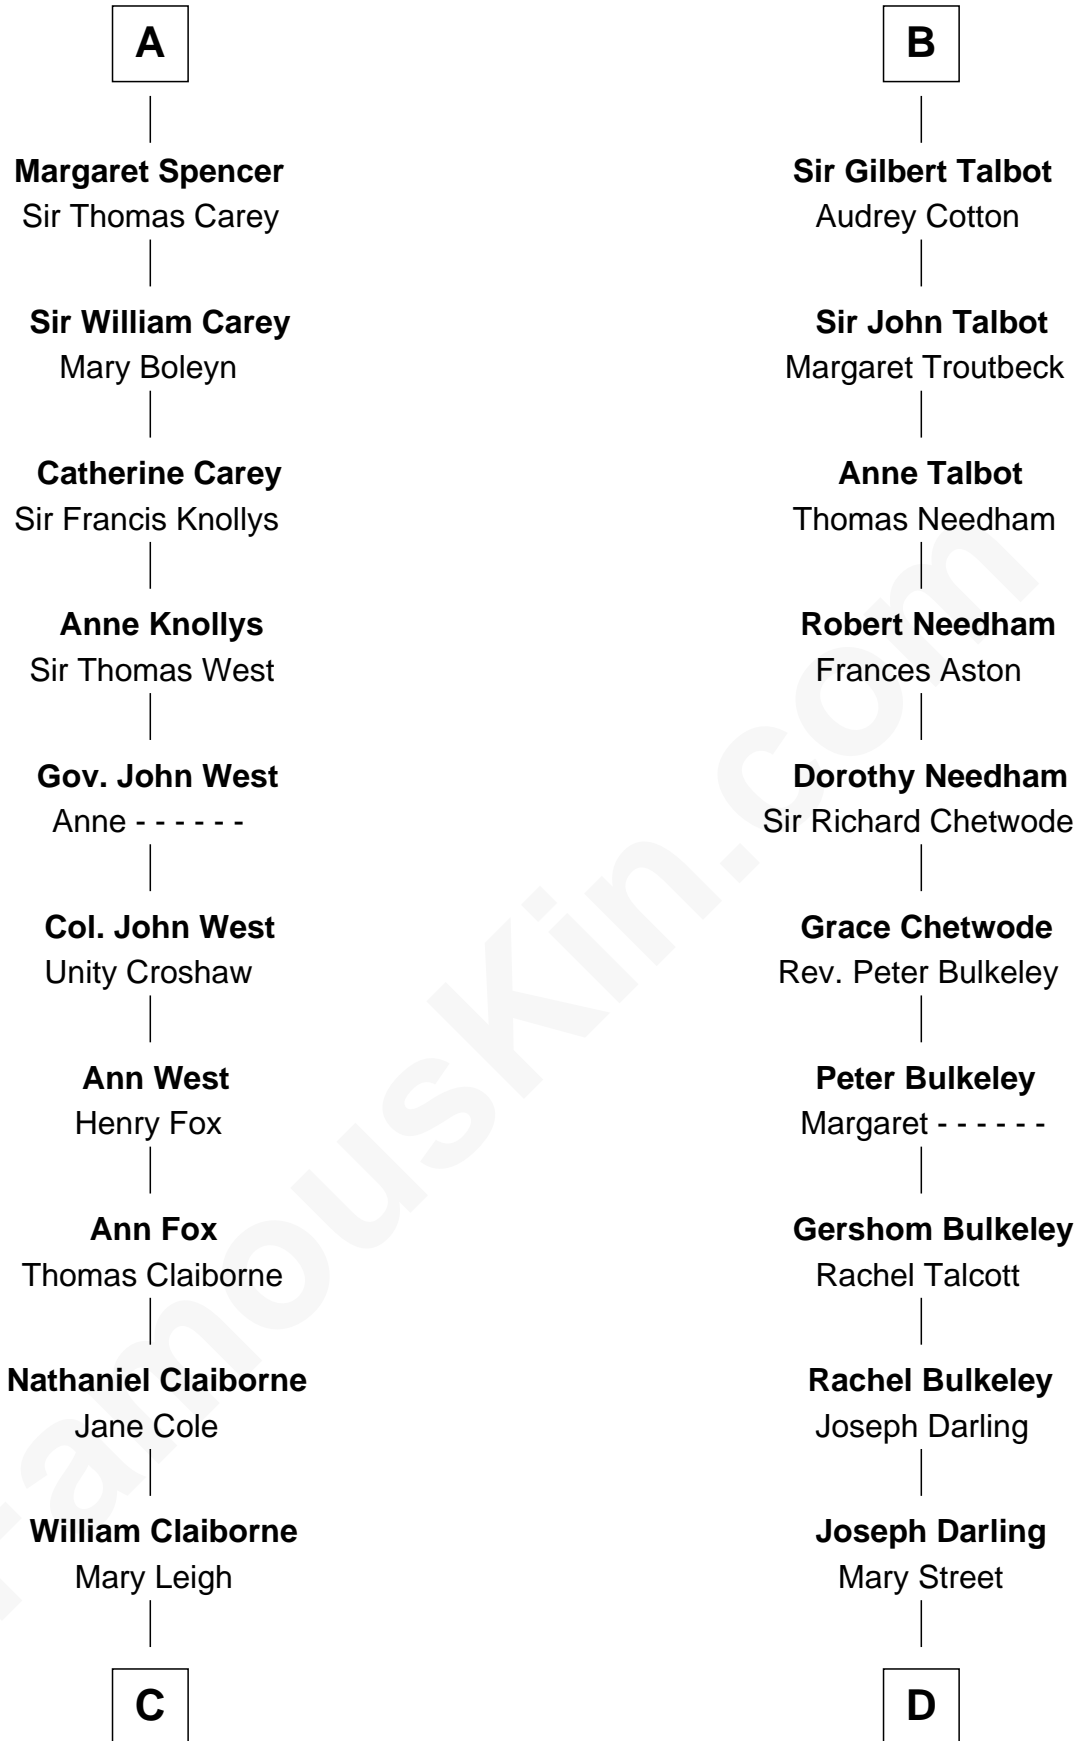 A
Margaret Spencer
Sir Thomas Carey
Sir William Carey
Mary Boleyn
Catherine Carey
Sir Francis Knollys
Anne Knollys
Sir Thomas West
Gov. John West
Anne - - - - - -
Col. John West
Unity Croshaw
Ann West
Henry Fox
Ann Fox
Thomas Claiborne
Nathaniel Claiborne
Jane Cole
William Claiborne
Mary Leigh
C
B
Sir Gilbert Talbot
Audrey Cotton
Sir John Talbot
Margaret Troutbeck
Anne Talbot
Thomas Needham
Robert Needham
Frances Aston
Dorothy Needham
Sir Richard Chetwode
Grace Chetwode
Rev. Peter Bulkeley
Peter Bulkeley
Margaret - - - - - -
Gershom Bulkeley
Rachel Talcott
Rachel Bulkeley
Joseph Darling
Joseph Darling
Mary Street
D
FamousKin.com